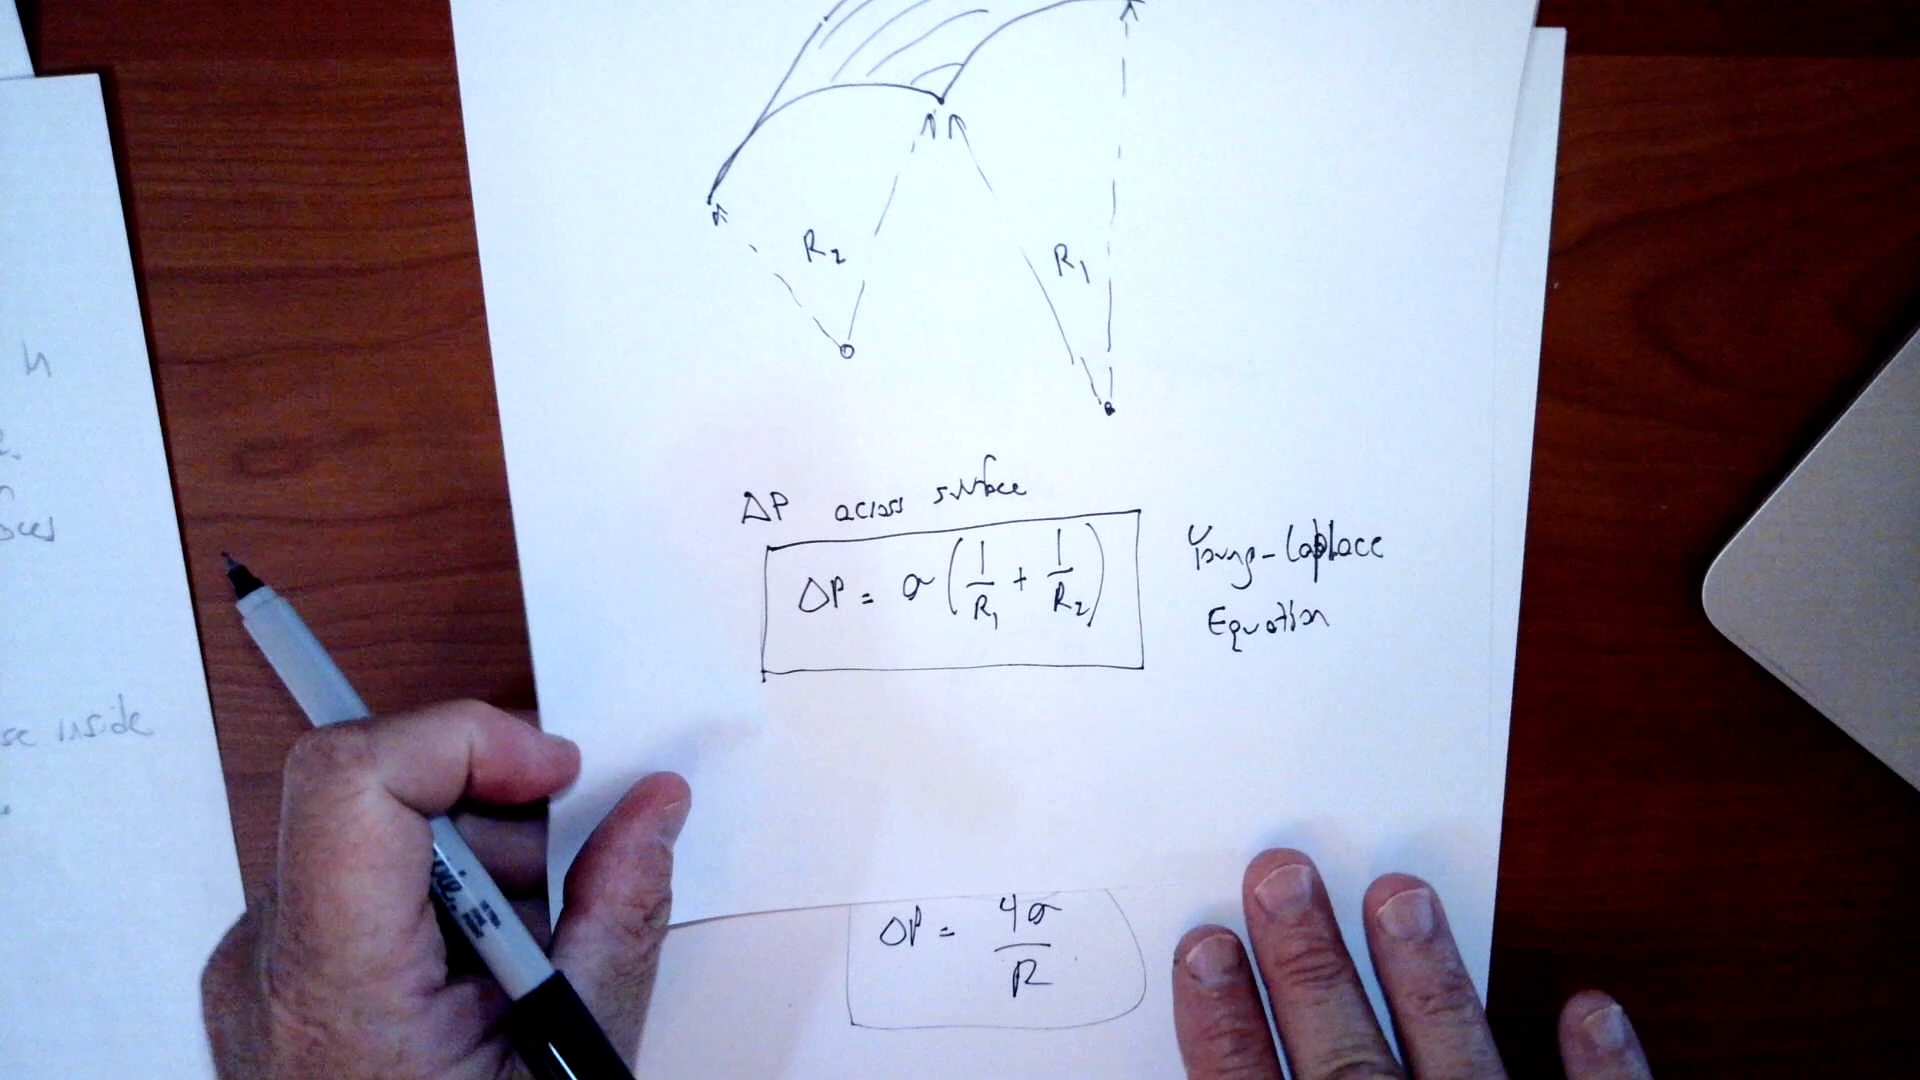 R₂
R₁
ΔP across surface
ΔP = σ (1/R₁ + 1/R₂)
Young-Laplace
Equation
ΔP = 4σ/R
h
se inside